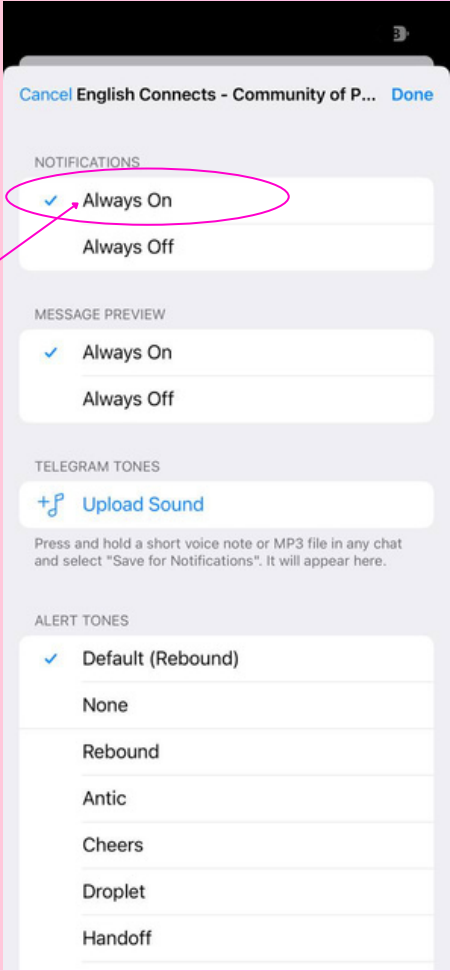 Cancel English Connects - Community of P... Done
NOTIFICATIONS
Always On
Always Off
MESSAGE PREVIEW
Always On
Always Off
TELEGRAM TONES
Upload Sound
Press and hold a short voice note or MP3 file in any chat
and select "Save for Notifications". It will appear here.
ALERT TONES
Default (Rebound)
None
Rebound
Antic
Cheers
Droplet
Handoff